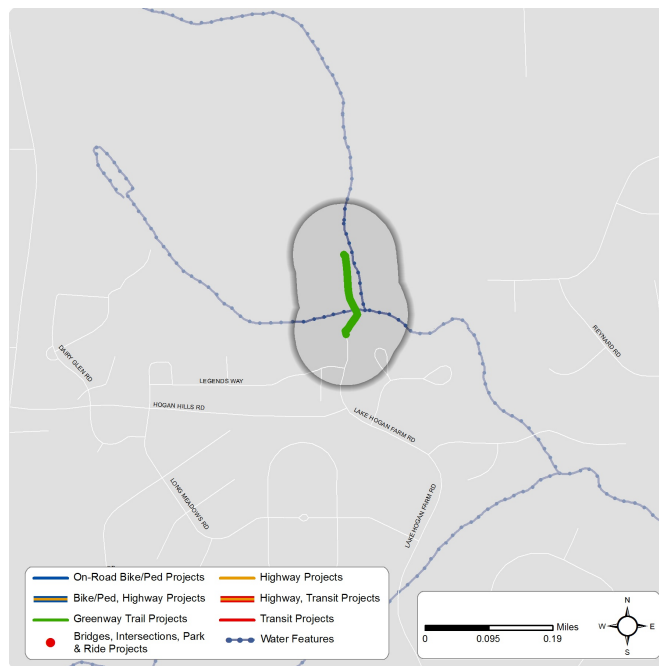 REYNARD RD
DAIRY GLEN RD
LEGENDS WAY
HOGAN HILLS RD
LAKE HOGAN FARM RD
LONG MEADOWS RD
LAKE HOGAN FARM RD
On-Road Bike/Ped Projects
Highway Projects
Bike/Ped, Highway Projects
Highway, Transit Projects
Greenway Trail Projects
Transit Projects
Bridges, Intersections, Park
& Ride Projects
Water Features
Miles
0 0.095 0.19
N
W E
S